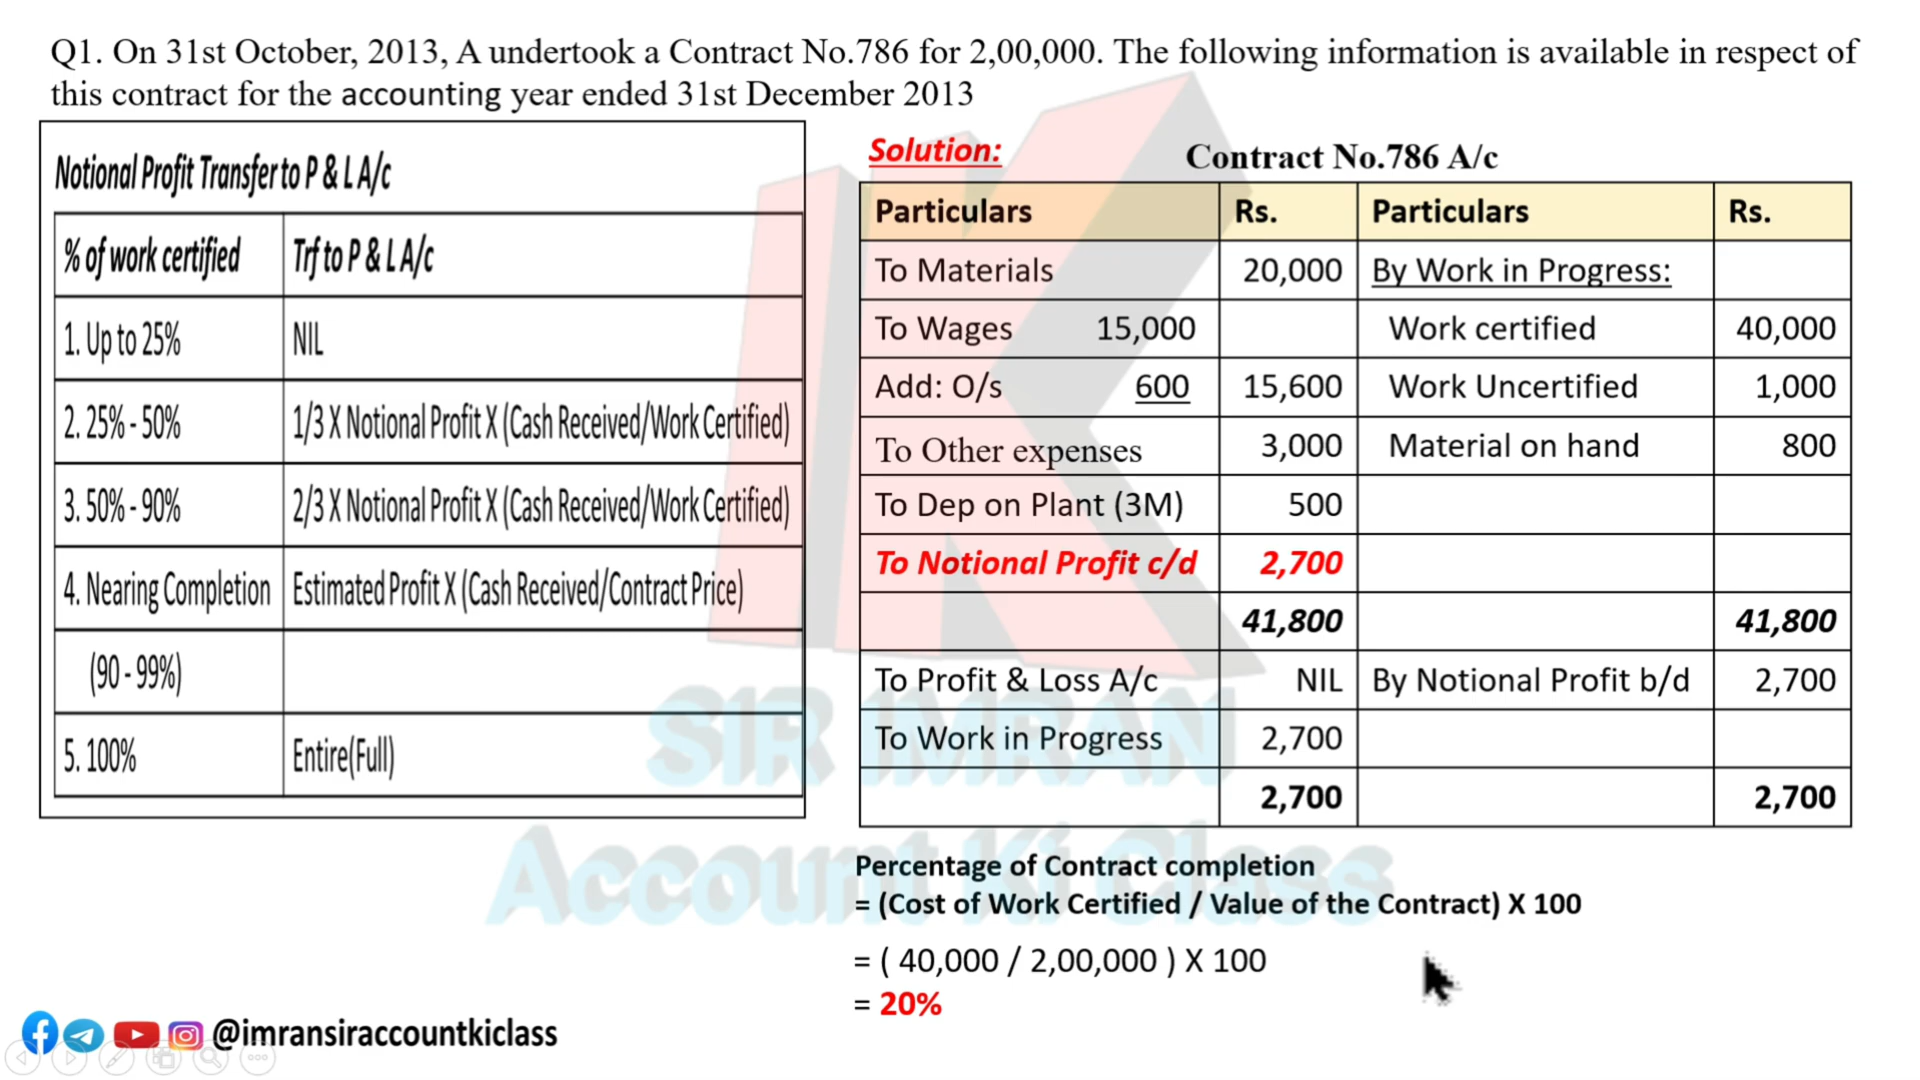 Q1. On 31st October, 2013, A undertook a Contract No.786 for 2,00,000. The following information is available in respect of
this contract for the accounting year ended 31st December 2013
Notional Profit Transfer to P & L A/c
% of work certified Trf to P & L A/c
1. Up to 25% NIL
2. 25% - 50% 1/3 X Notional Profit X (Cash Received/Work Certified)
3. 50% - 90% 2/3 X Notional Profit X (Cash Received/Work Certified)
4. Nearing Completion Estimated Profit X (Cash Received/Contract Price)
(90 - 99%)
5. 100% Entire(Full)
Solution: Contract No.786 A/c
Particulars Rs. Particulars Rs.
To Materials 20,000 By Work in Progress:
To Wages 15,000 Work certified 40,000
Add: O/s 600 15,600 Work Uncertified 1,000
To Other expenses 3,000 Material on hand 800
To Dep on Plant (3M) 500
To Notional Profit c/d 2,700
41,800 41,800
To Profit & Loss A/c NIL By Notional Profit b/d 2,700
To Work in Progress 2,700
2,700 2,700
Percentage of Contract completion
= (Cost of Work Certified / Value of the Contract) X 100
= ( 40,000 / 2,00,000 ) X 100
= 20%
SIR IMRAN
Account Ki Class
@imransiraccountkiclass